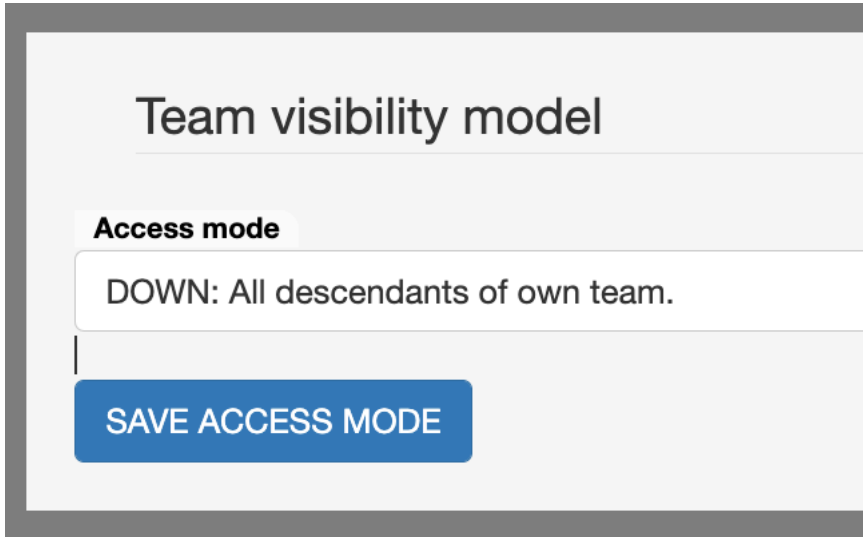 Team visibility model
Access mode
DOWN: All descendants of own team.
SAVE ACCESS MODE